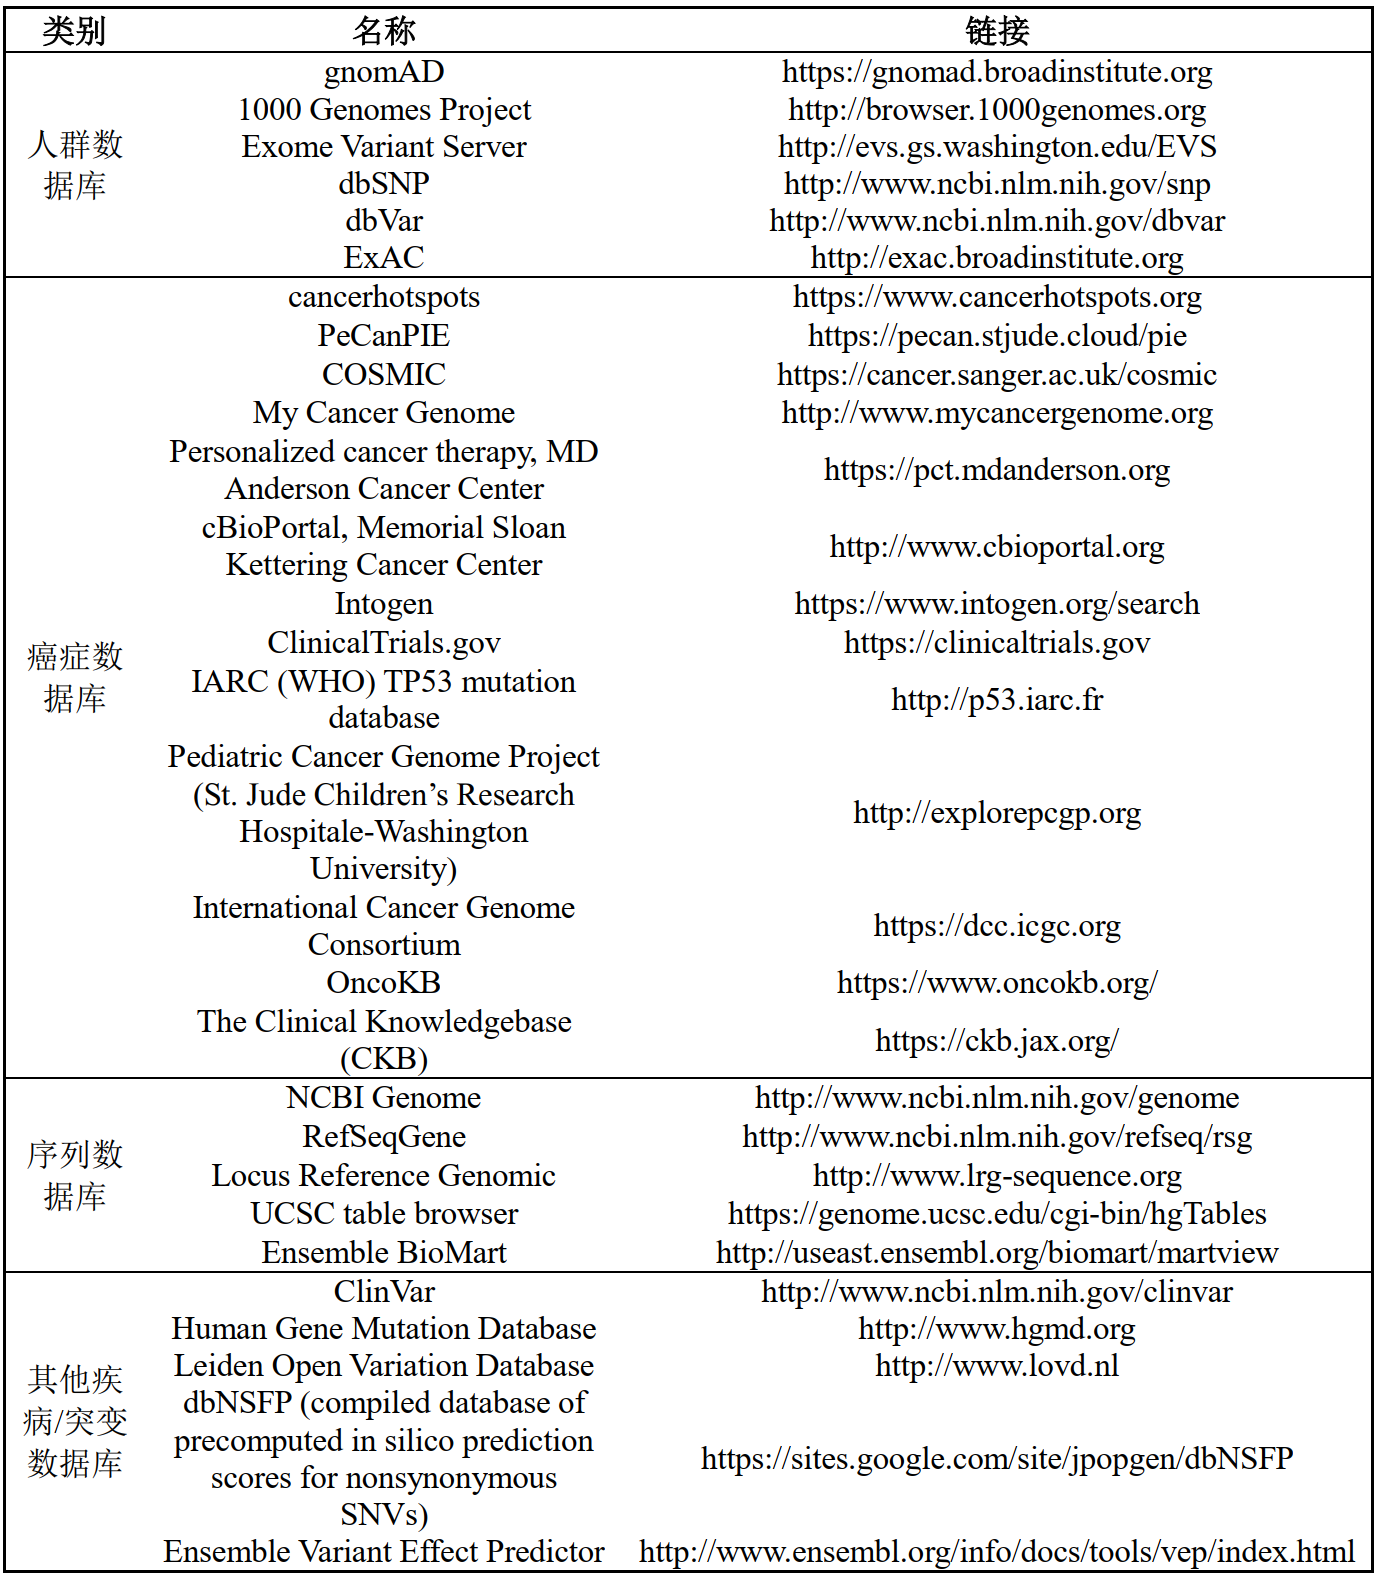 类别 名称 链接
gnomAD https://gnomad.broadinstitute.org
1000 Genomes Project http://browser.1000genomes.org
人群数
据库
Exome Variant Server http://evs.gs.washington.edu/EVS
dbSNP http://www.ncbi.nlm.nih.gov/snp
dbVar http://www.ncbi.nlm.nih.gov/dbvar
ExAC http://exac.broadinstitute.org
癌症数
据库
cancerhotspots https://www.cancerhotspots.org
PeCanPIE https://pecan.stjude.cloud/pie
COSMIC https://cancer.sanger.ac.uk/cosmic
My Cancer Genome http://www.mycancergenome.org
Personalized cancer therapy, MD
Anderson Cancer Center
https://pct.mdanderson.org
cBioPortal, Memorial Sloan
Kettering Cancer Center
http://www.cbioportal.org
Intogen https://www.intogen.org/search
ClinicalTrials.gov https://clinicaltrials.gov
IARC (WHO) TP53 mutation
database
http://p53.iarc.fr
Pediatric Cancer Genome Project
(St. Jude Children’s Research
Hospitale-Washington
University)
http://explorepcgp.org
International Cancer Genome
Consortium
https://dcc.icgc.org
OncoKB https://www.oncokb.org/
The Clinical Knowledgebase
(CKB)
https://ckb.jax.org/
序列数
据库
NCBI Genome http://www.ncbi.nlm.nih.gov/genome
RefSeqGene http://www.ncbi.nlm.nih.gov/refseq/rsg
Locus Reference Genomic http://www.lrg-sequence.org
UCSC table browser https://genome.ucsc.edu/cgi-bin/hgTables
Ensemble BioMart http://useast.ensembl.org/biomart/martview
其他疾
病/突变
数据库
ClinVar http://www.ncbi.nlm.nih.gov/clinvar
Human Gene Mutation Database http://www.hgmd.org
Leiden Open Variation Database http://www.lovd.nl
dbNSFP (compiled database of
precomputed in silico prediction
scores for nonsynonymous
SNVs)
https://sites.google.com/site/jpopgen/dbNSFP
Ensemble Variant Effect Predictor http://www.ensembl.org/info/docs/tools/vep/index.html